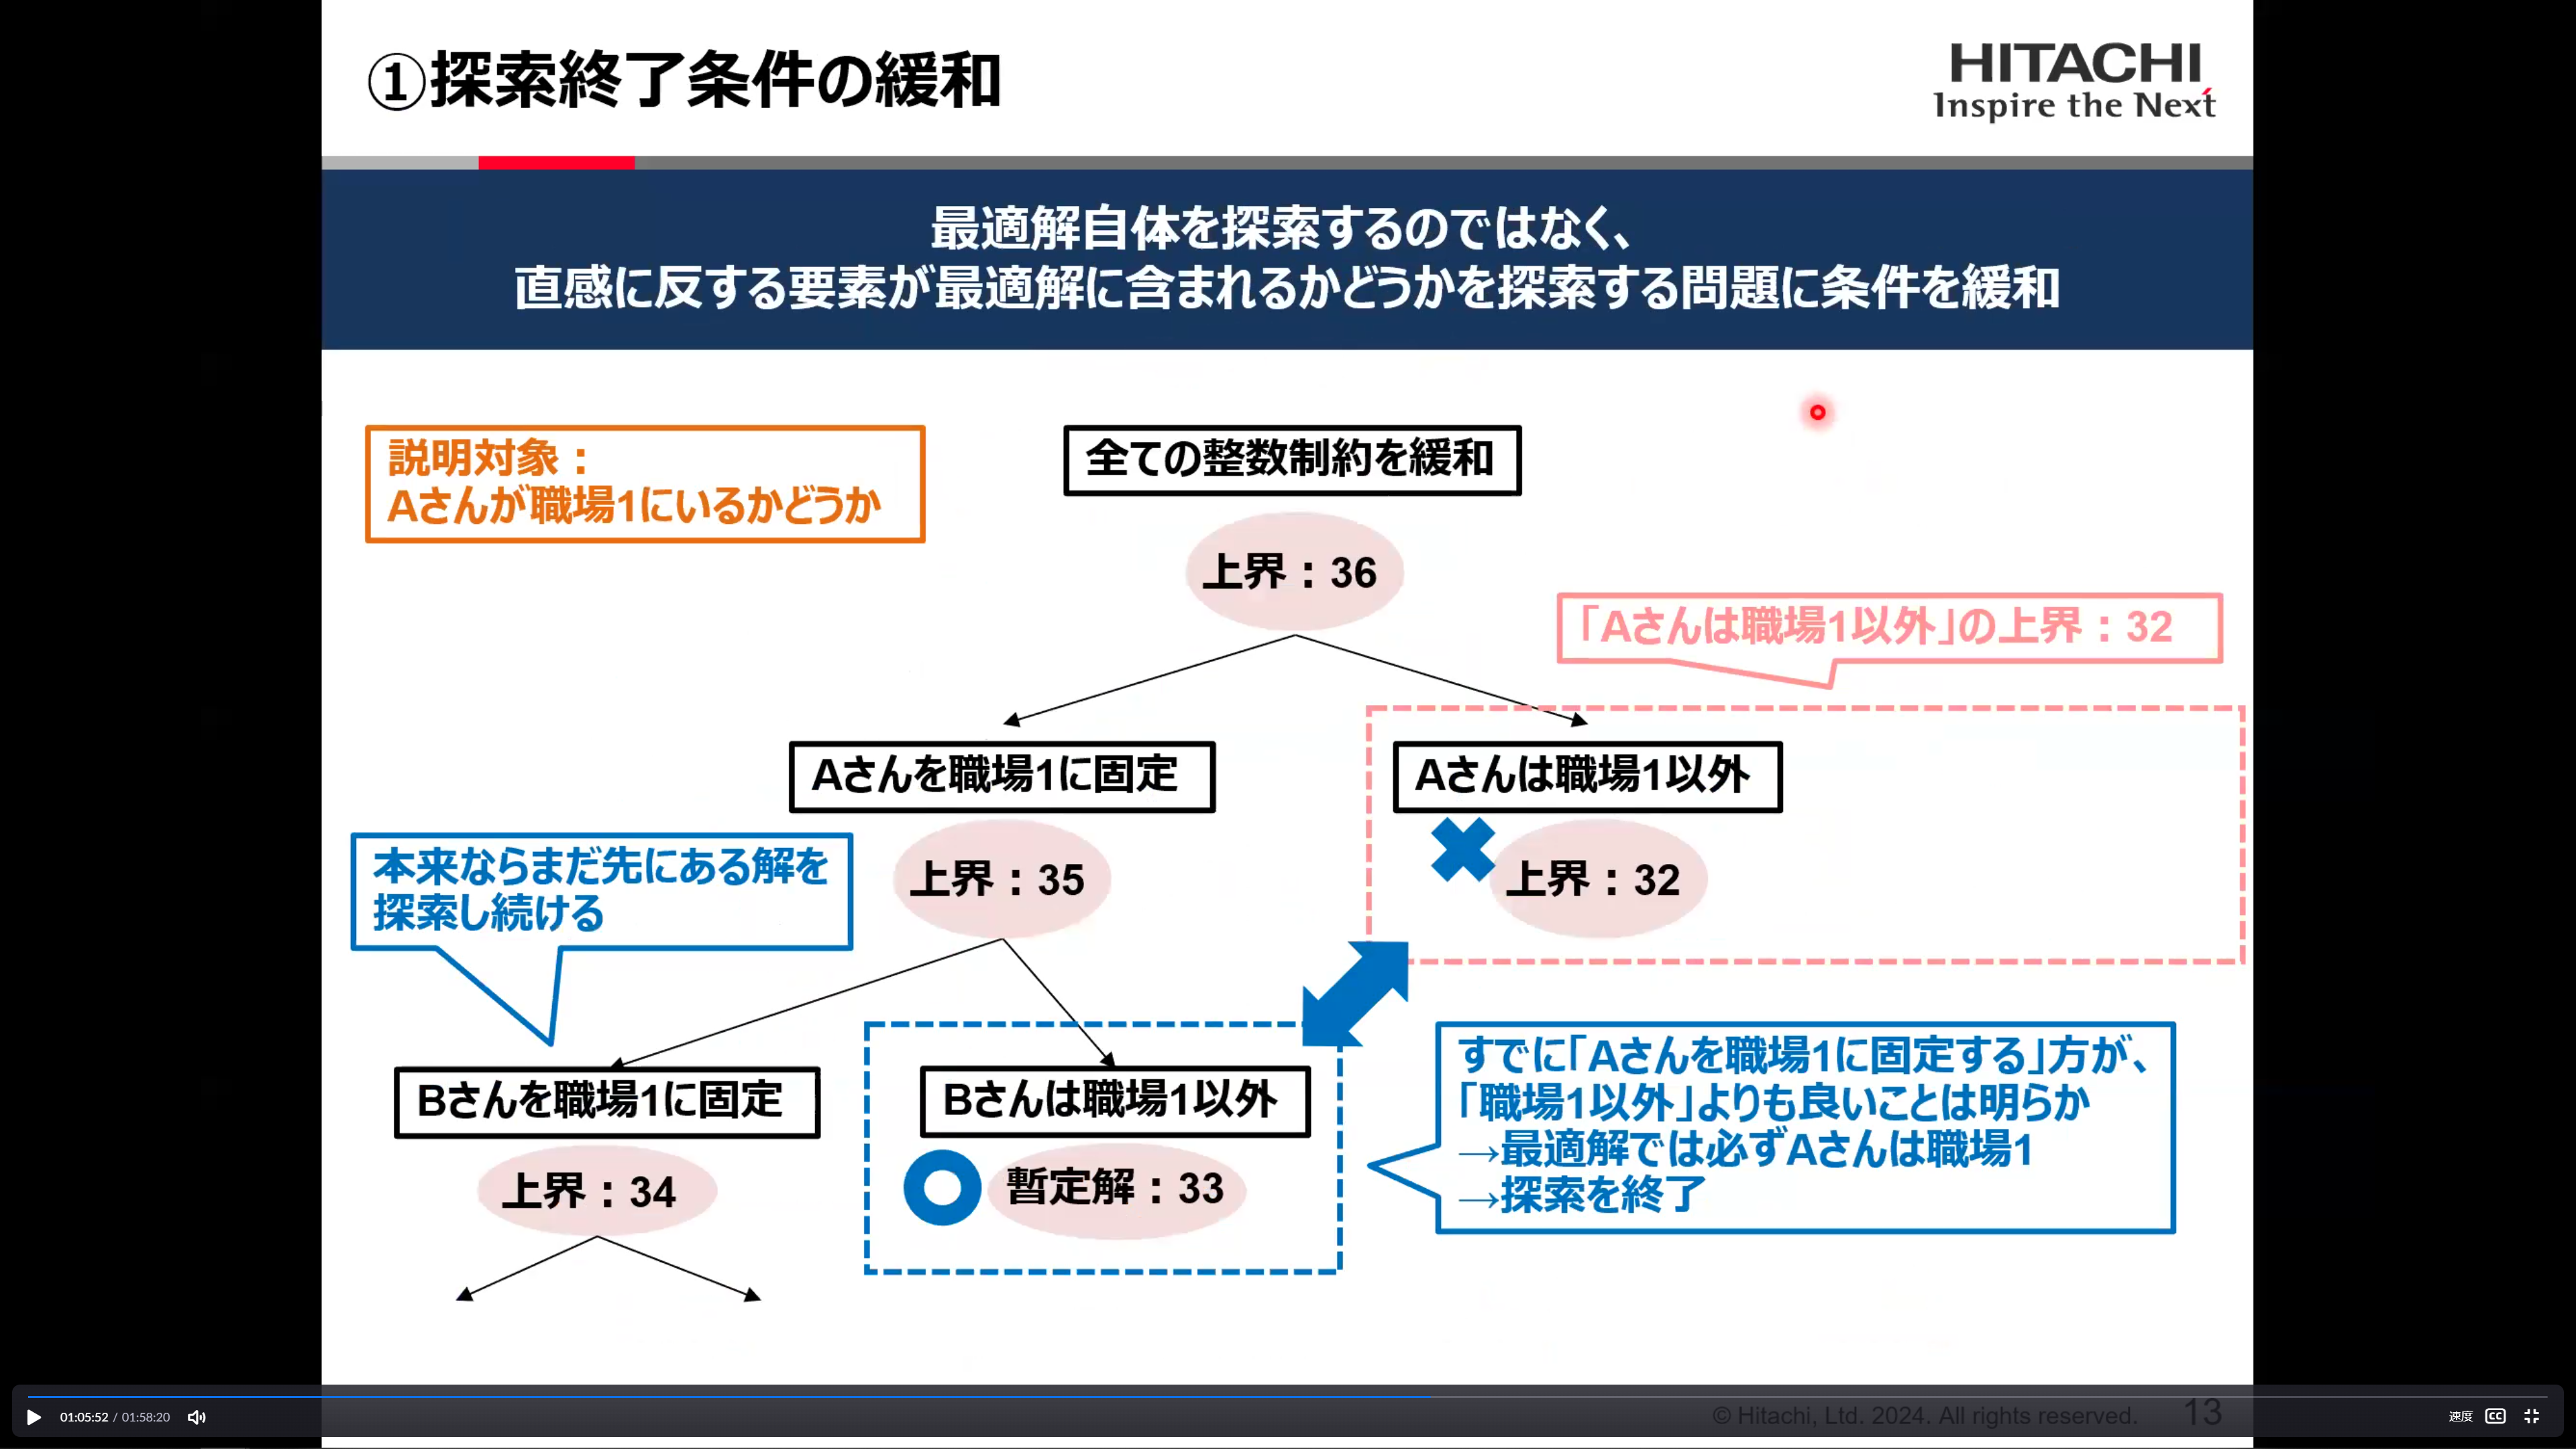 ①探索終了条件の緩和
HITACHI
Inspire the Next
最適解自体を探索するのではなく、
直感に反する要素が最適解に含まれるかどうかを探索する問題に条件を緩和
説明対象：
Aさんが職場1にいるかどうか
全ての整数制約を緩和
上界：36
「Aさんは職場1以外」の上界：32
Aさんを職場1に固定
Aさんは職場1以外
上界：35
上界：32
本来ならまだ先にある解を
探索し続ける
Bさんを職場1に固定
Bさんは職場1以外
上界：34
暫定解：33
すでに「Aさんを職場1に固定する」方が、
「職場1以外」よりも良いことは明らか
→最適解では必ずAさんは職場1
→探索を終了
© Hitachi, Ltd. 2024. All rights reserved.
13
01:05:52 / 01:58:20
速度
CC